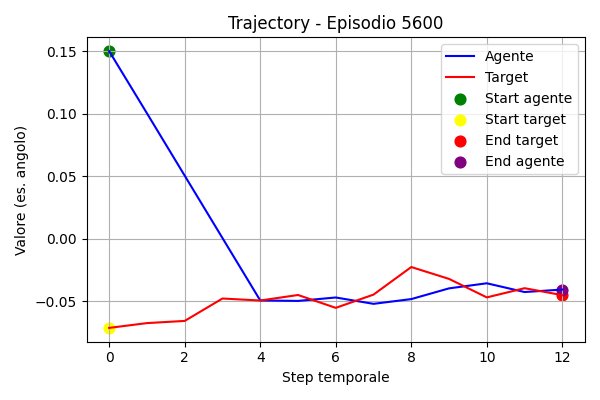 Trajectory - Episodio 5600
Valore (es. angolo)
0.15
0.10
0.05
0.00
−0.05
0 2 4 6 8 10 12
Step temporale
Agente
Target
Start agente
Start target
End target
End agente